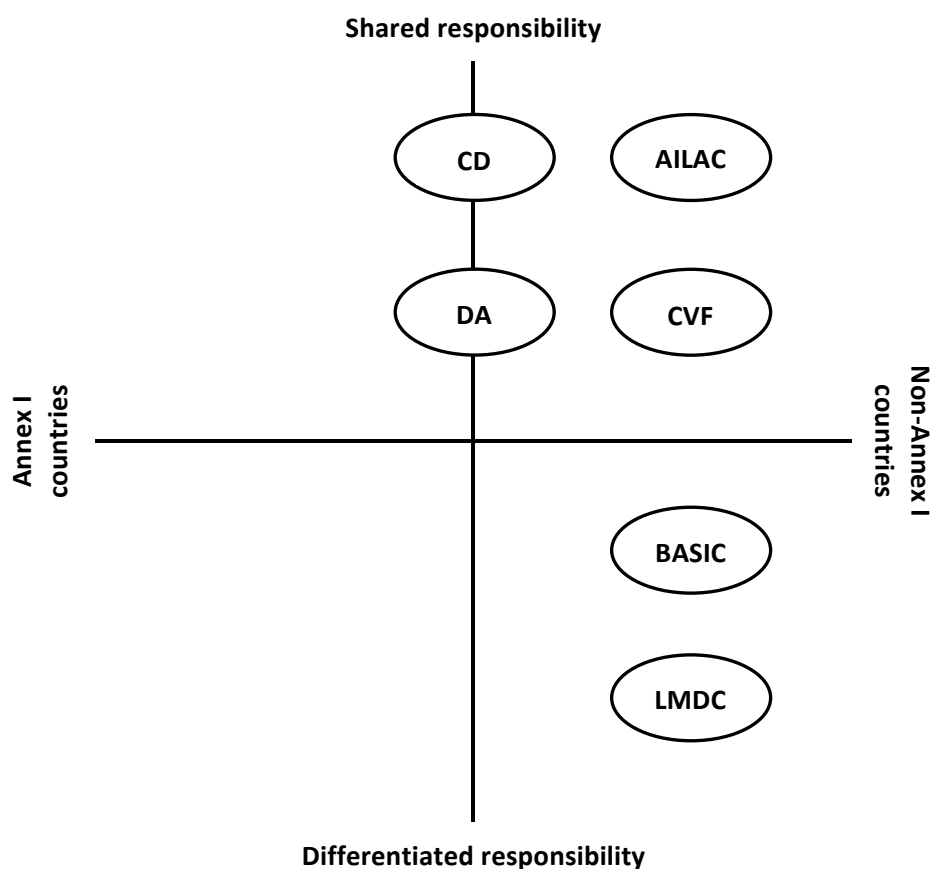 Shared responsibility
CD
AILAC
DA
CVF
Annex I
countries
Non-Annex I
countries
BASIC
LMDC
Differentiated responsibility